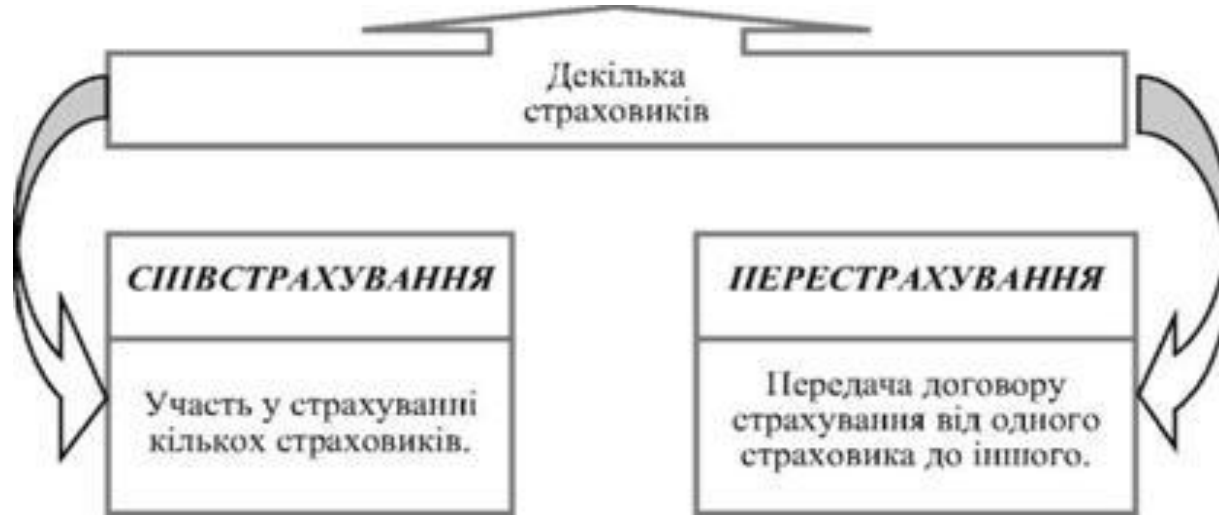 Декілька
страховиків
СПІВСТРАХУВАННЯ
Участь у страхуванні
кількох страховиків.
ПЕРЕСТРАХУВАННЯ
Передача договору
страхування від одного
страховика до іншого.